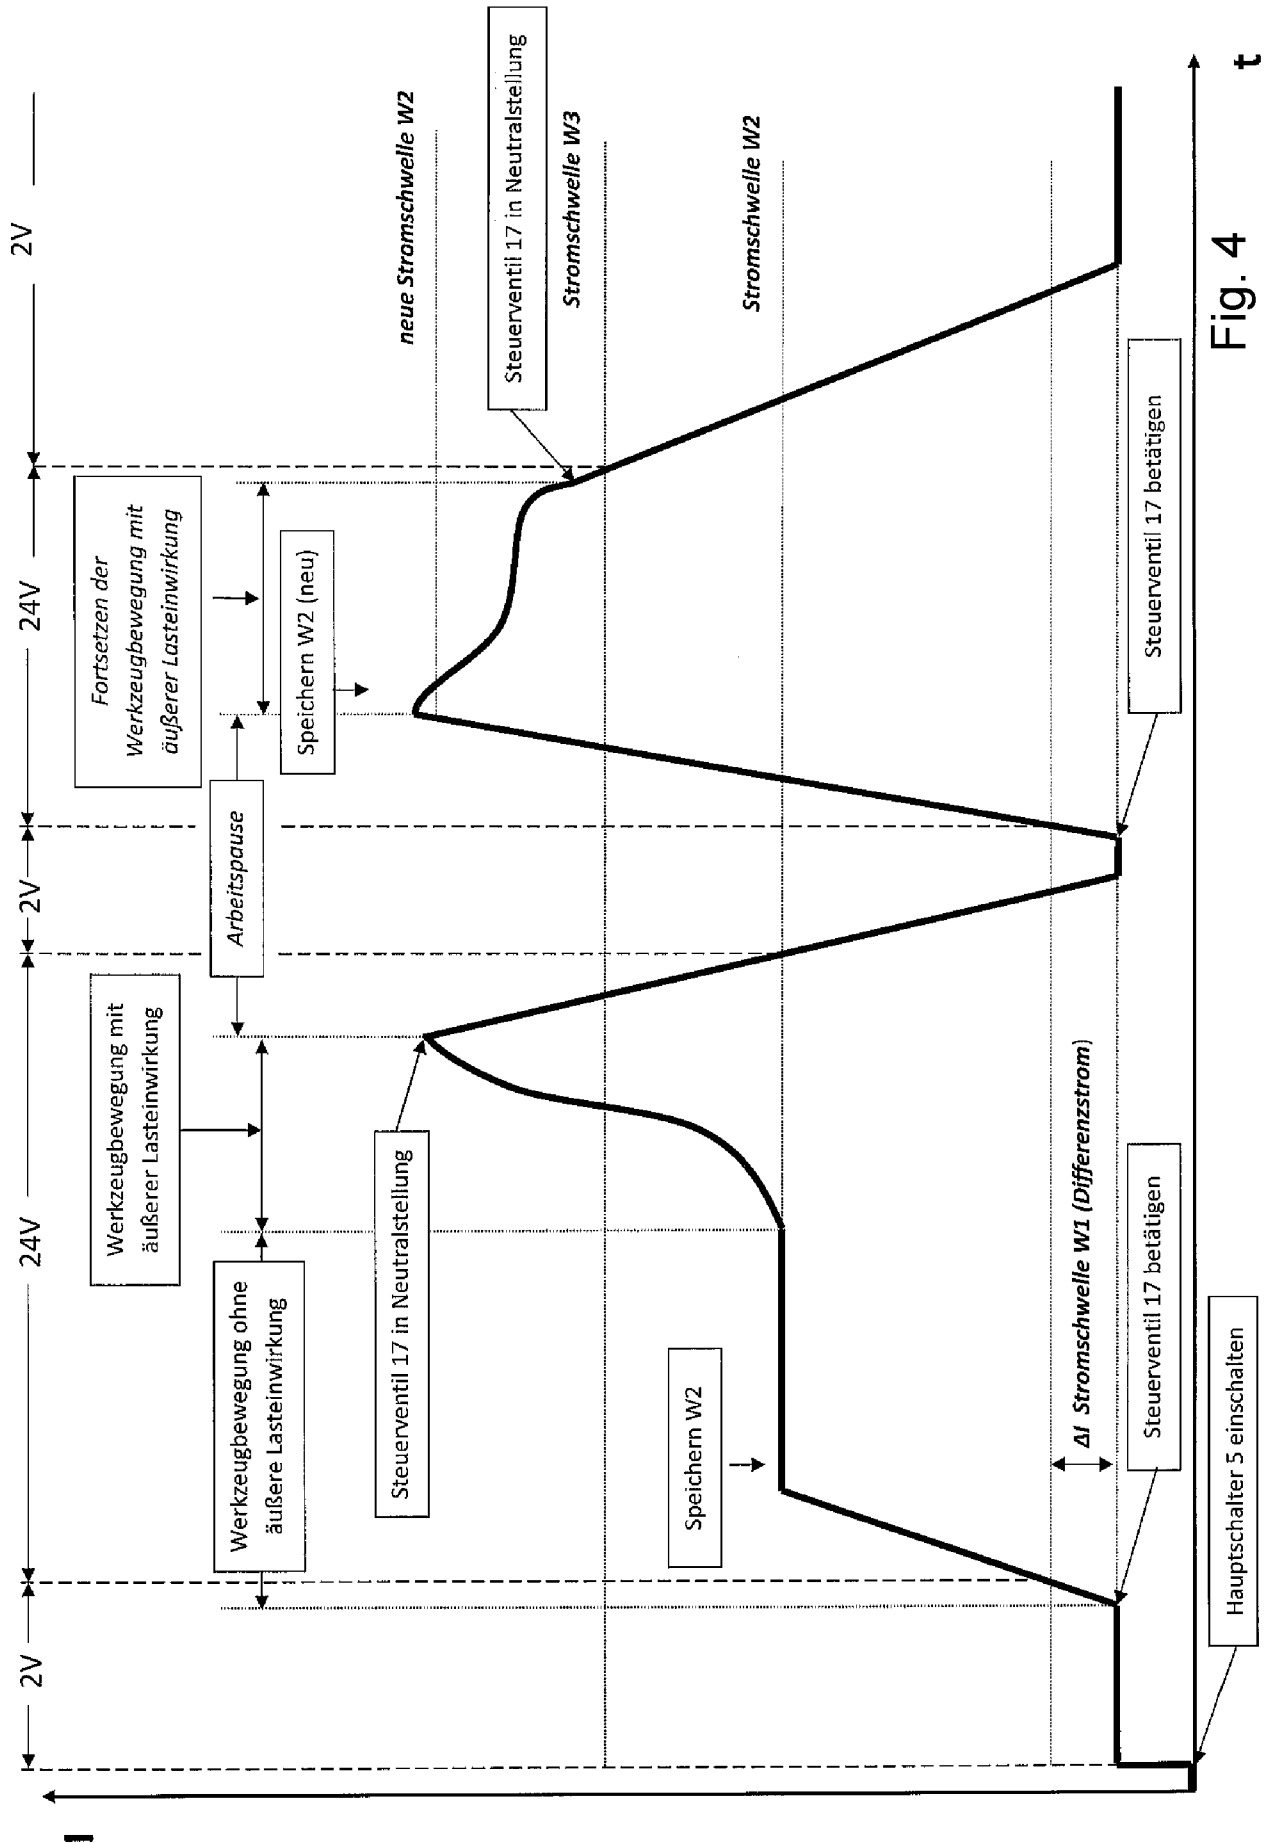 I
2V
24V
2V
24V
2V
Werkzeugbewegung ohne
äußere Lasteinwirkung
Werkzeugbewegung mit
äußerer Lasteinwirkung
Arbeitspause
Fortsetzen der
Werkzeugbewegung mit
äußerer Lasteinwirkung
Speichern W2 (neu)
neue Stromschwelle W2
Steuerventil 17 in Neutralstellung
Steuerventil 17 in Neutralstellung
Stromschwelle W3
Speichern W2
Stromschwelle W2
ΔI Stromschwelle W1 (Differenzstrom)
Steuerventil 17 betätigen
Steuerventil 17 betätigen
Hauptschalter 5 einschalten
t
Fig. 4